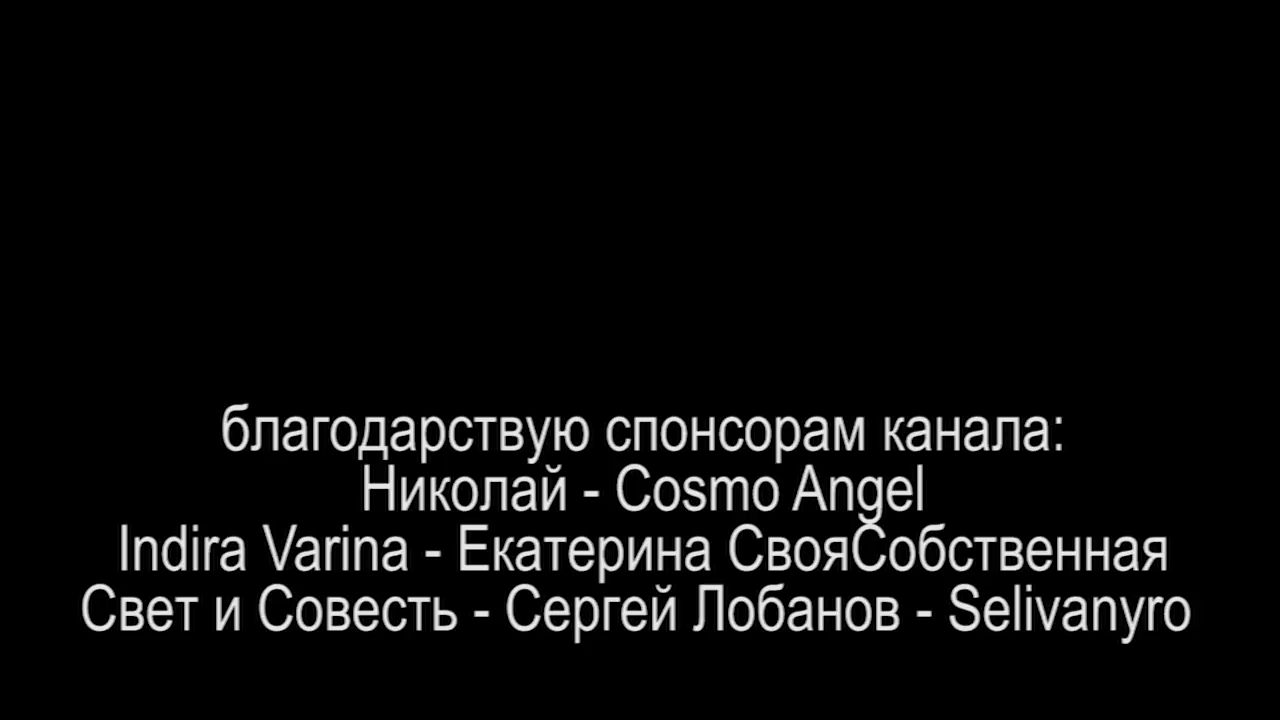 благодарствую спонсорам канала:
Николай - Cosmo Angel
Indira Varina - Екатерина СвояСобственная
Свет и Совесть - Сергей Лобанов - Selivanyro